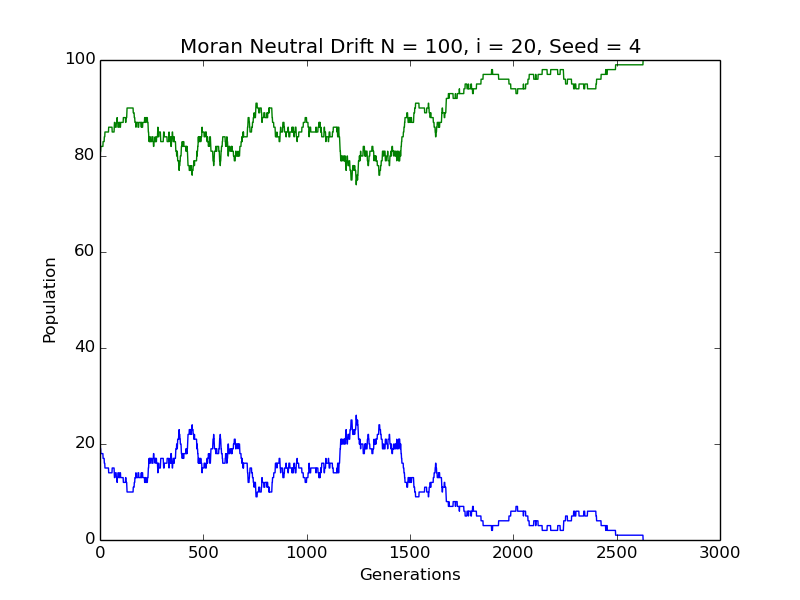 Moran Neutral Drift N = 100, i = 20, Seed = 4
100
80
60
40
20
0
Population
0 500 1000 1500 2000 2500 3000
Generations